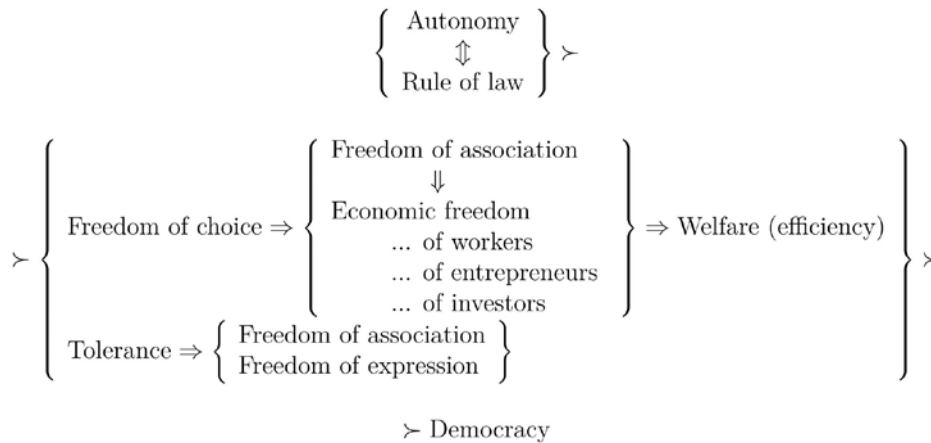 Autonomy
⇕
Rule of law
≻
≻
Freedom of choice ⇒
Freedom of association
⇓
Economic freedom
... of workers
... of entrepreneurs
... of investors
⇒ Welfare (efficiency)
Tolerance ⇒
Freedom of association
Freedom of expression
≻
≻ Democracy